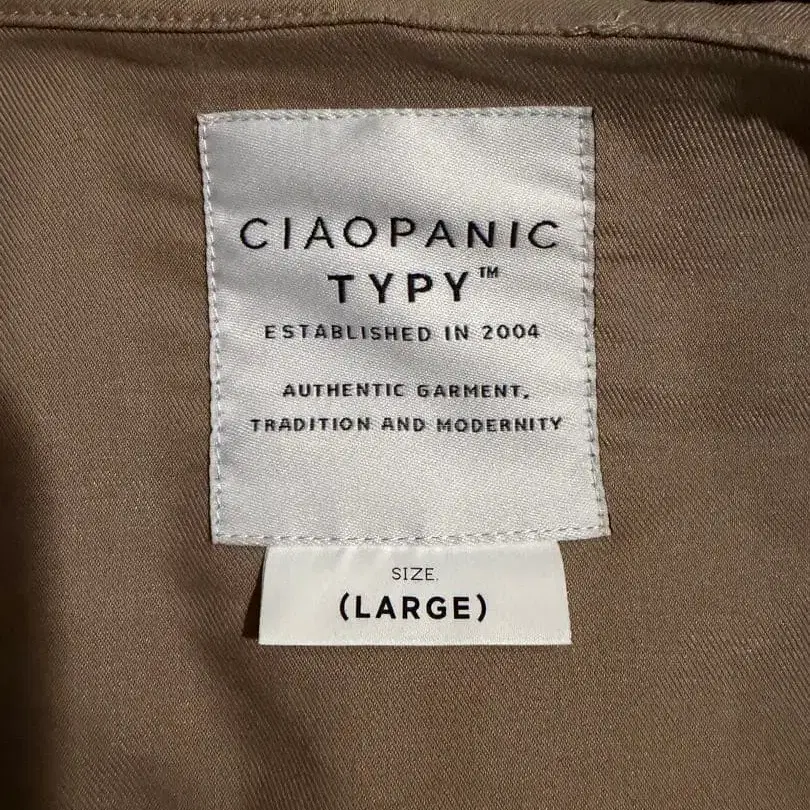 CIAOPANIC
TYPY™
ESTABLISHED IN 2004
AUTHENTIC GARMENT,
TRADITION AND MODERNITY
SIZE.
(LARGE)